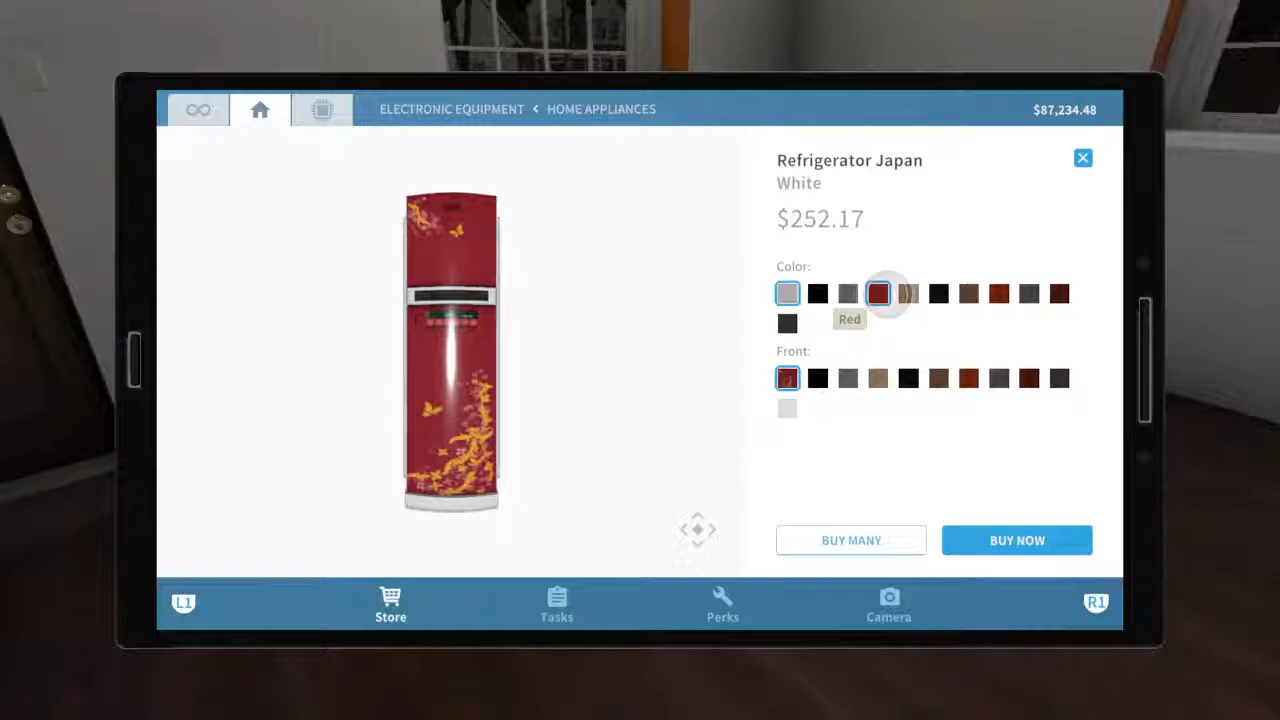 ELECTRONIC EQUIPMENT < HOME APPLIANCES
$87,234.48
Refrigerator Japan
White
$252.17
Color:
Red
Front:
BUY MANY
BUY NOW
L1
Store
Tasks
Perks
Camera
R1